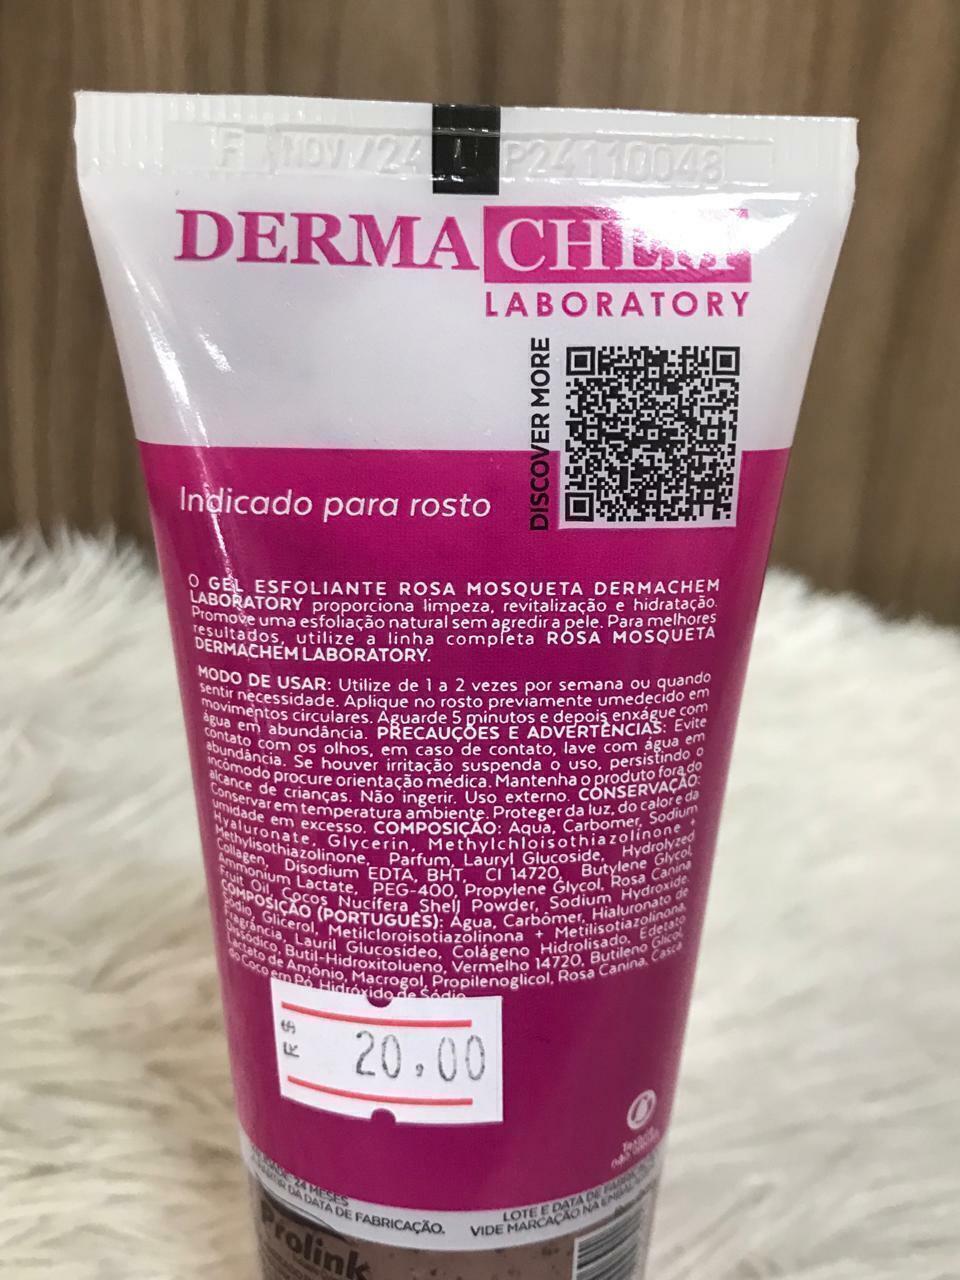 F NOV/24 P24110048
DERMACHEM
LABORATORY
DISCOVER MORE
Indicado para rosto
O GEL ESFOLIANTE ROSA MOSQUETA DERMACHEM
LABORATORY proporciona limpeza, revitalização e hidratação.
Promove uma esfoliação natural sem agredir a pele. Para melhores
resultados, utilize a linha completa ROSA MOSQUETA
DERMACHEM LABORATORY.
MODO DE USAR: Utilize de 1 a 2 vezes por semana ou quando
sentir necessidade. Aplique no rosto previamente umedecido em
movimentos circulares. Aguarde 5 minutos e depois enxágue com
água em abundância. PRECAUÇÕES E ADVERTÊNCIAS: Evite
contato com os olhos, em caso de contato, lave com água em
abundância. Se houver irritação suspenda o uso, persistindo o
incômodo procure orientação médica. Mantenha o produto fora do
alcance de crianças. Não ingerir. Uso externo. CONSERVAÇÃO:
Conservar em temperatura ambiente. Proteger da luz, do calor e da
umidade em excesso. COMPOSIÇÃO: Aqua, Carbomer, Sodium
Hyaluronate, Glycerin, Methylchloisothiazolinone +
Methylisothiazolinone, Parfum, Lauryl Glucoside, Hydrolyzed
Collagen, Disodium EDTA, BHT, CI 14720, Butylene Glycol,
Ammonium Lactate, PEG-400, Propylene Glycol, Rosa Canina
Fruit Oil, Cocos Nucifera Shell Powder, Sodium Hydroxide.
COMPOSIÇÃO (PORTUGUÊS): Água, Carbômer, Hialuronato de
Sódio, Glicerol, Metilcloroisotiazolinona + Metilisotiazolinona,
Fragrância, Lauril Glucosídeo, Colágeno Hidrolisado, Edetato
Dissódico, Butil-Hidroxitolueno, Vermelho 14720, Butileno Glicol,
Lactato de Amônio, Macrogol, Propilenoglicol, Rosa Canina, Casca
do Coco em Pó, Hidróxido de Sódio.
R$ 20,00
24 MESES
A PARTIR DA DATA DE FABRICAÇÃO.
LOTE E DATA DE FABRICAÇÃO
VIDE MARCAÇÃO NA EMBALAGEM
Prolink